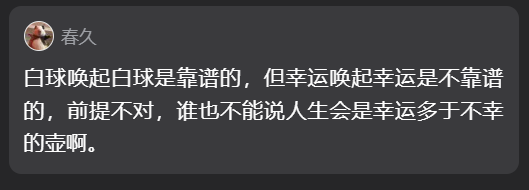 春久
白球唤起白球是靠谱的，但幸运唤起幸运是不靠谱
的，前提不对，谁也不能说人生会是幸运多于不幸
的壶啊。